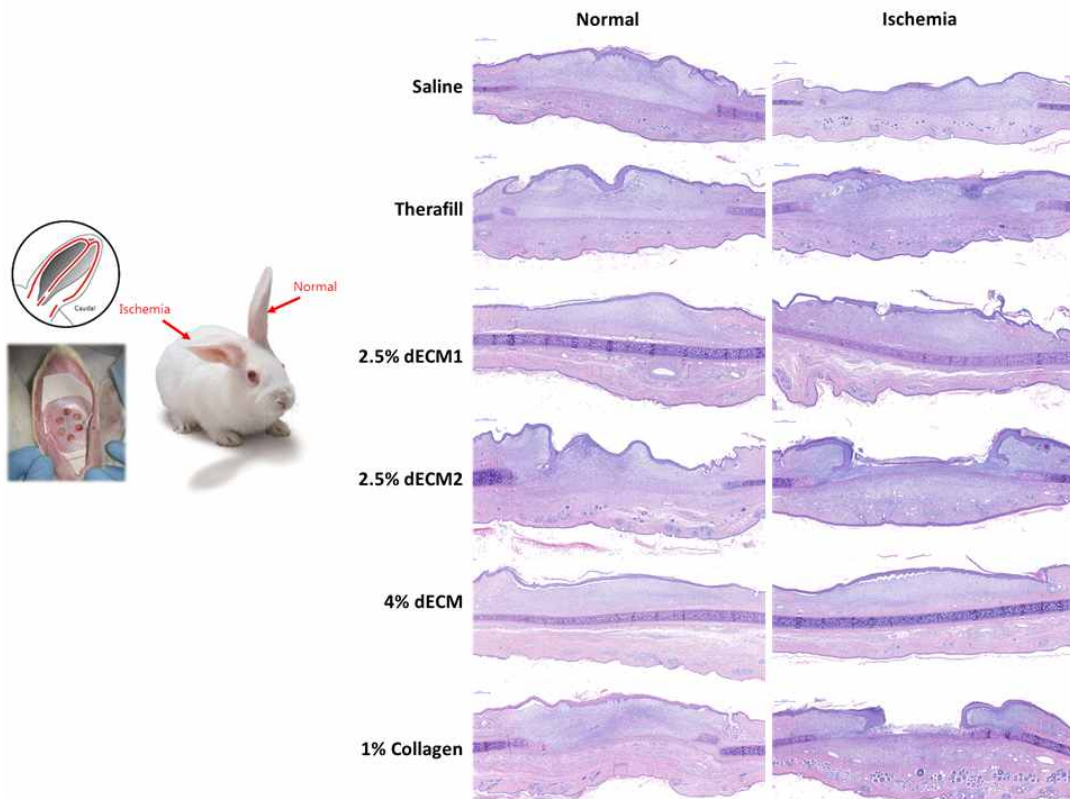 Normal
Ischemia
Saline
Therafill
Caudal
Ischemia
Normal
2.5% dECM1
2.5% dECM2
4% dECM
1% Collagen